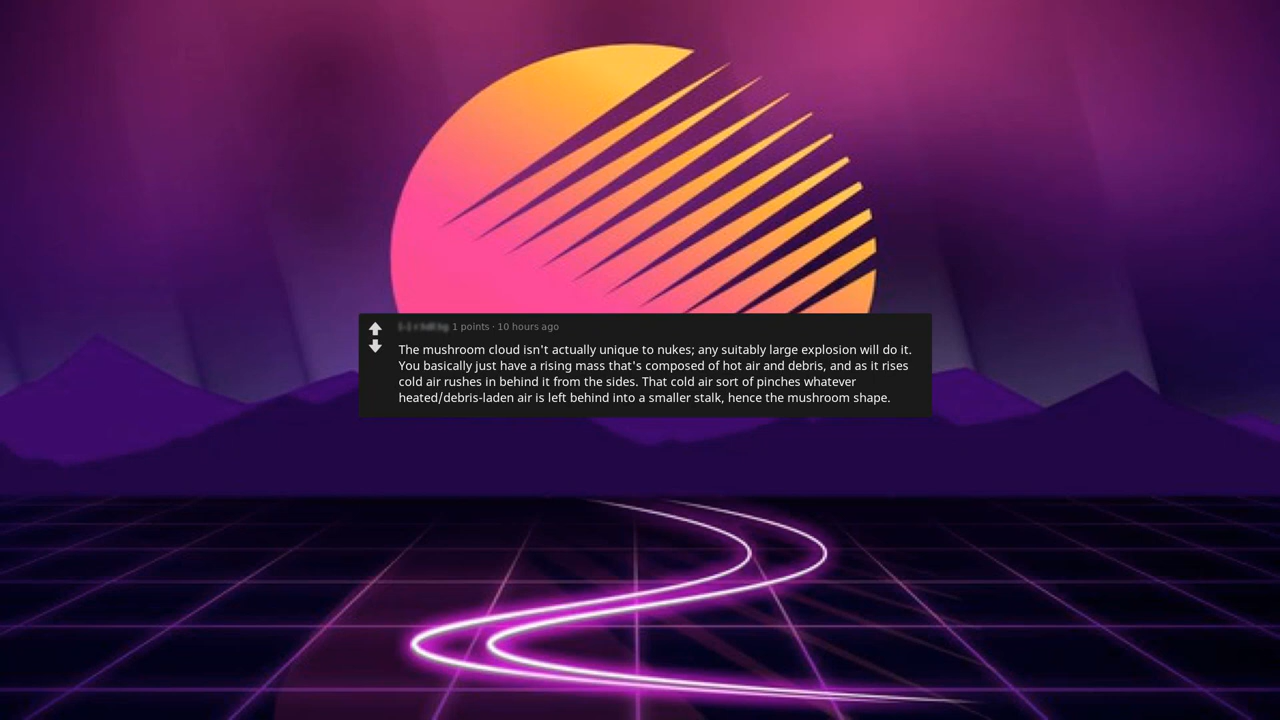 1 points · 10 hours ago
The mushroom cloud isn't actually unique to nukes; any suitably large explosion will do it.
You basically just have a rising mass that's composed of hot air and debris, and as it rises
cold air rushes in behind it from the sides. That cold air sort of pinches whatever
heated/debris-laden air is left behind into a smaller stalk, hence the mushroom shape.